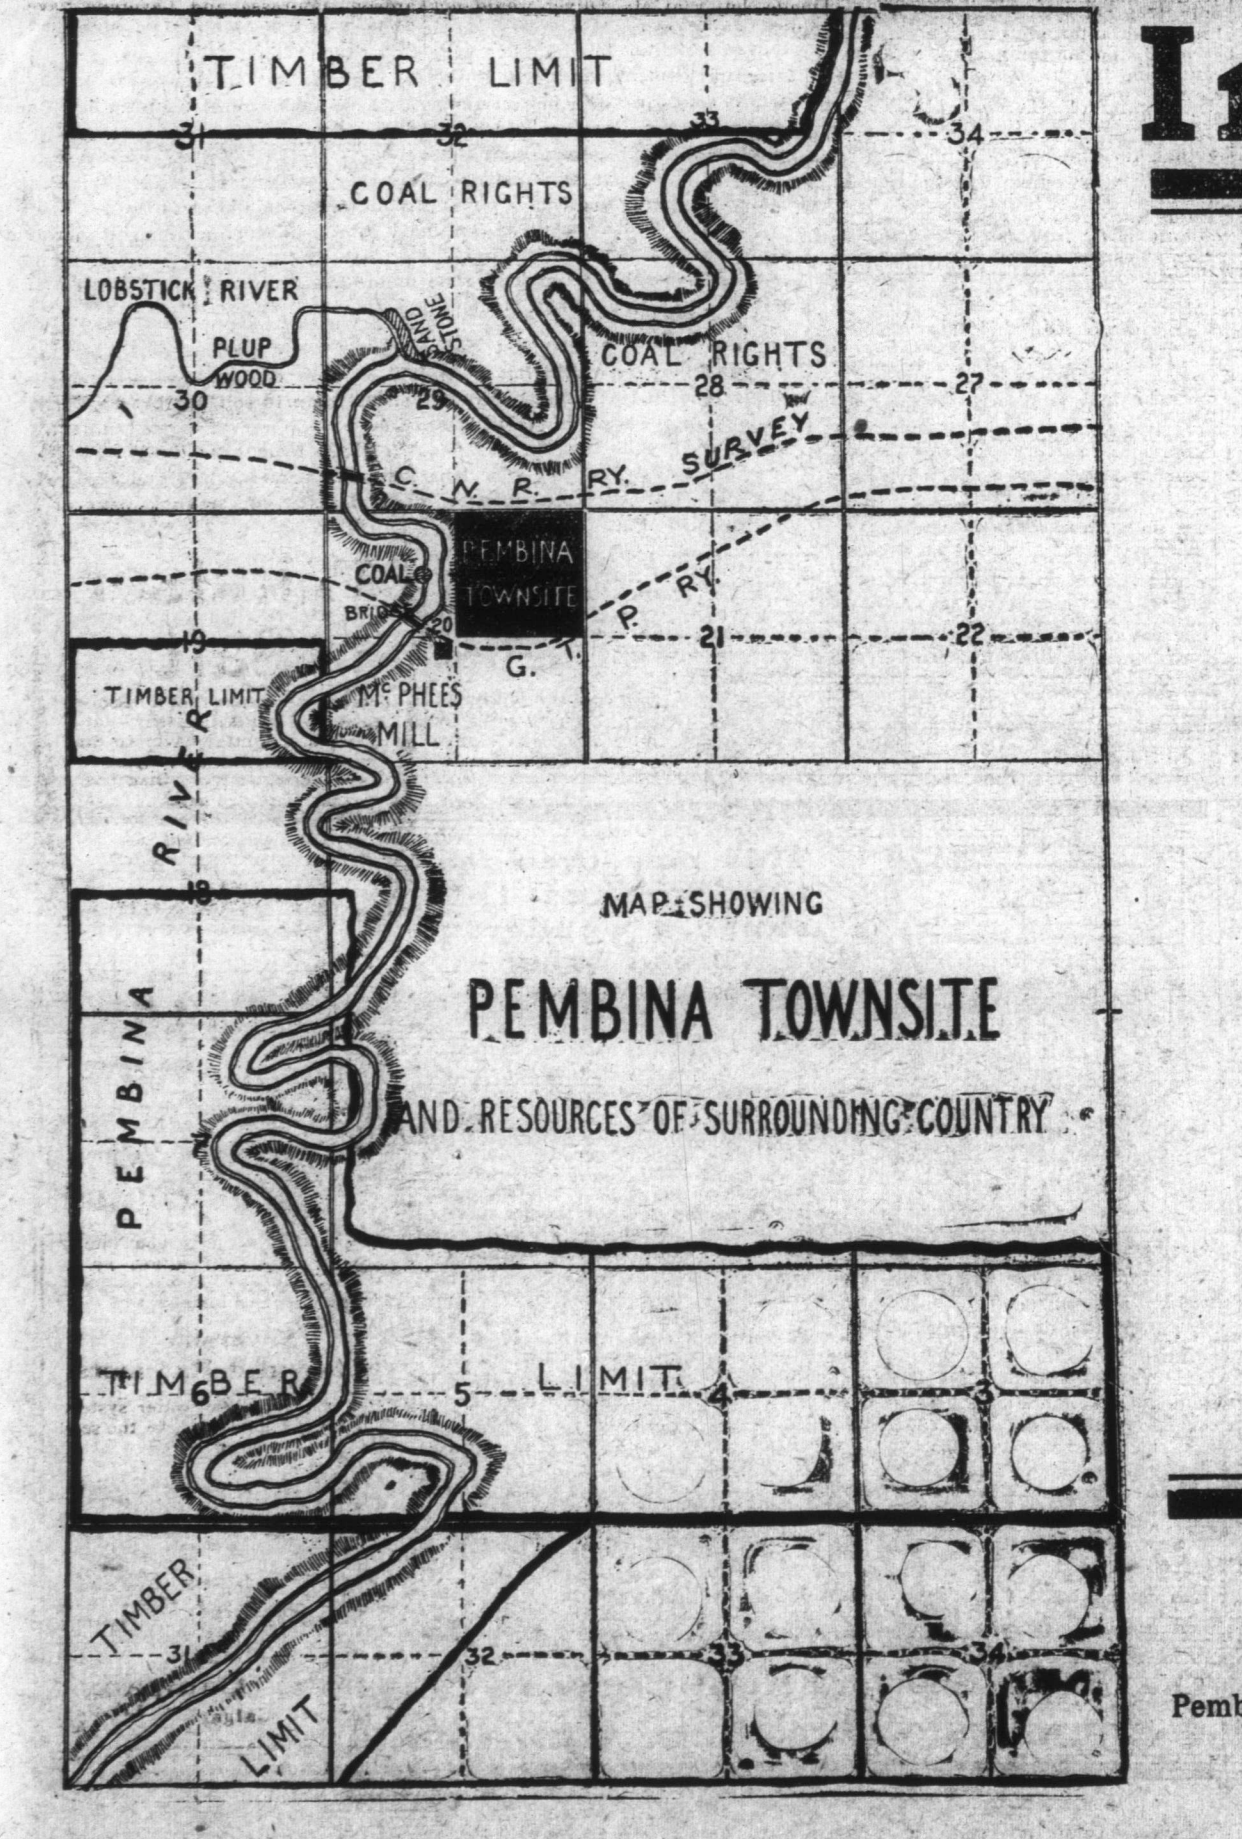 TIMBER LIMIT
31 32 33 34
COAL RIGHTS
LOBSTICK RIVER
SAND
STONE
PLUP
WOOD
COAL RIGHTS
30 29 28 27
C. N. R. RY. SURVEY
PEMBINA
TOWNSITE
COAL
BRIDGE
20
G. T. P. RY.
19 21 22
TIMBER LIMIT
McPHEES
MILL
PEMBINA RIVER
18
MAP SHOWING
PEMBINA TOWNSITE
AND RESOURCES OF SURROUNDING COUNTRY
TIMBER LIMIT
6 5 4 3
TIMBER
LIMIT
31 32 33 34
Pemb